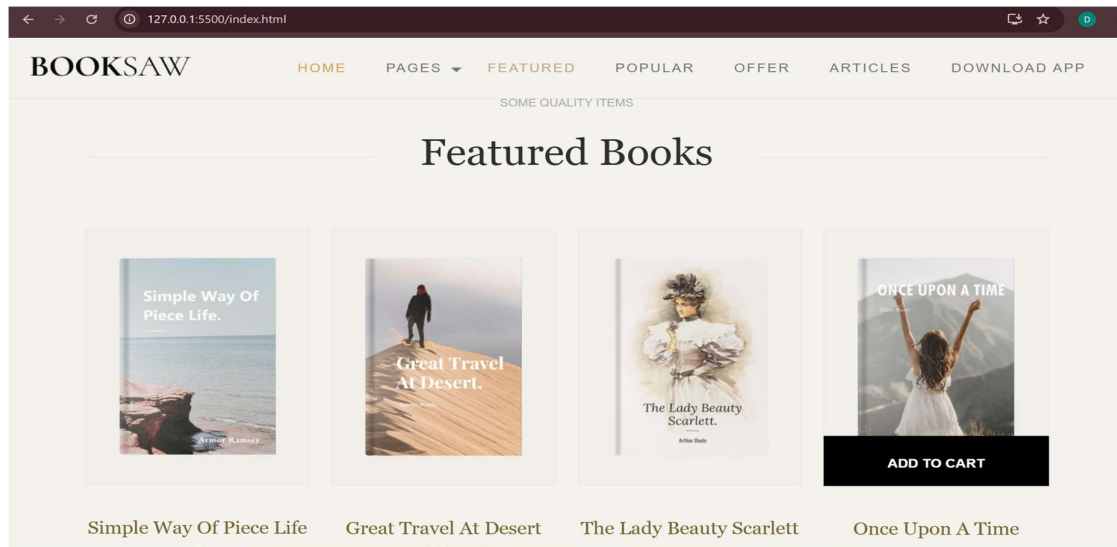 127.0.0.1:5500/index.html
D
BOOKSAW
HOME PAGES FEATURED POPULAR OFFER ARTICLES DOWNLOAD APP
SOME QUALITY ITEMS
Featured Books
Simple Way Of
Piece Life.
Armor Ramsey
Great Travel
At Desert.
The Lady Beauty
Scarlett.
Arthur Doyle
ONCE UPON A TIME
ADD TO CART
Simple Way Of Piece Life
Great Travel At Desert
The Lady Beauty Scarlett
Once Upon A Time